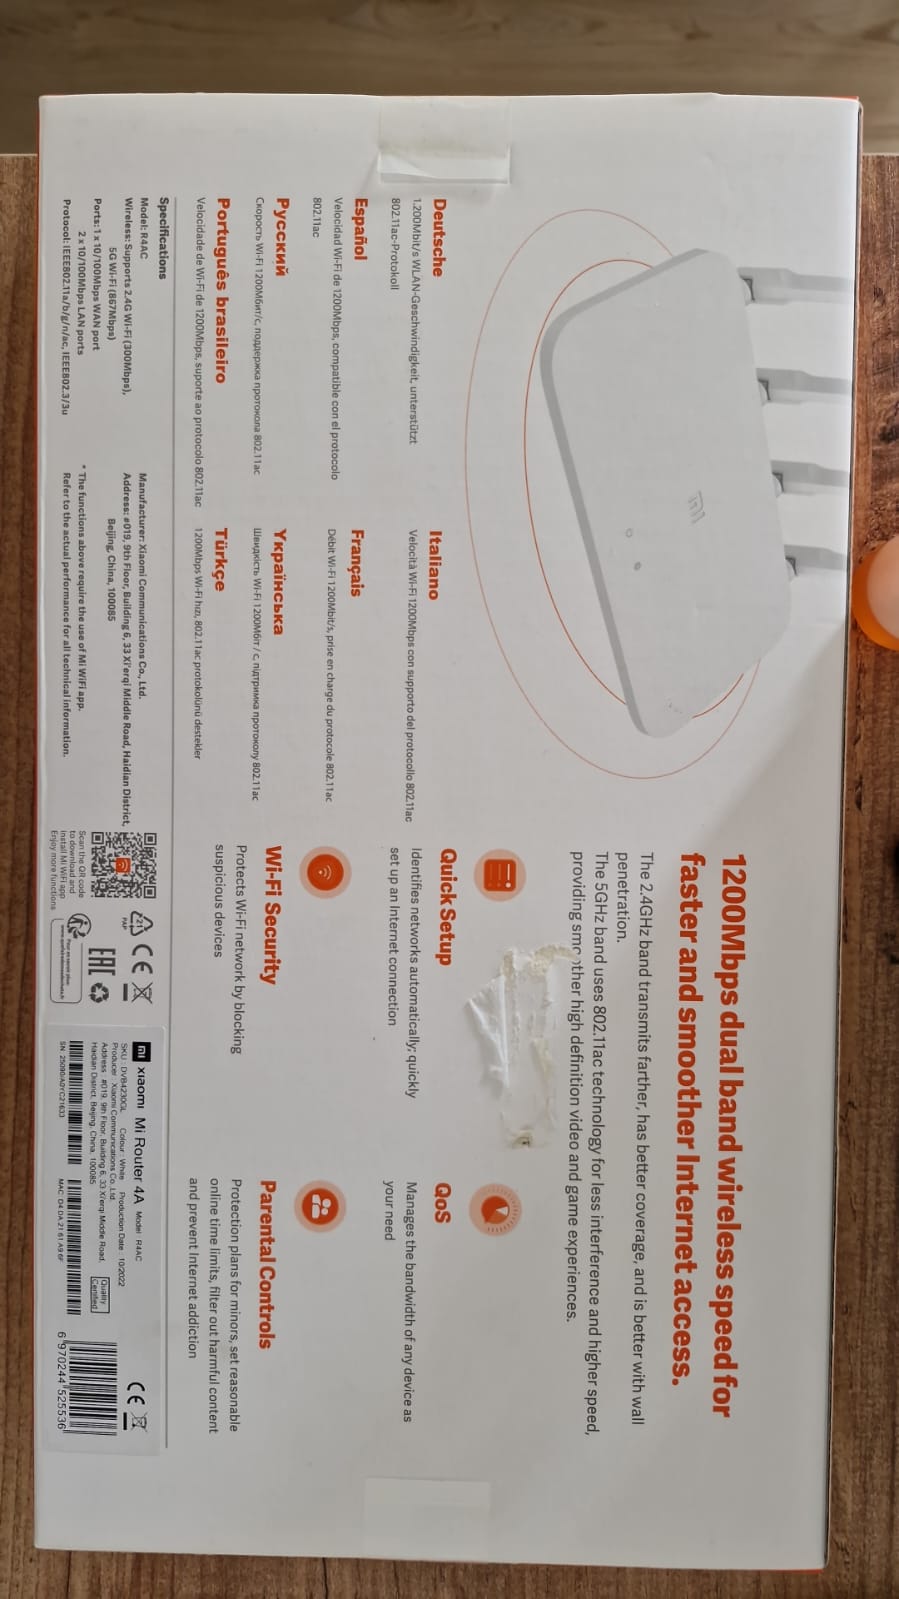 1200Mbps dual band wireless speed for
faster and smoother Internet access.
The 2.4GHz band transmits farther, has better coverage, and is better with wall
penetration.
The 5GHz band uses 802.11ac technology for less interference and higher speed,
providing smother high definition video and game experiences.
Deutsche
1.200Mbit/s WLAN-Geschwindigkeit, unterstützt
802.11ac-Protokoll
Italiano
Velocità Wi-Fi 1200Mbps con supporto del protocollo 802.11ac
Español
Velocidad Wi-Fi de 1200Mbps, compatible con el protocolo
802.11ac
Français
Débit Wi-Fi 1200Mbit/s, prise en charge du protocole 802.11ac
Русский
Скорость Wi-Fi 1200Мбит/с, поддержка протокола 802.11ac
Українська
Швидкість Wi-Fi 1200Мбіт / с, підтримка протоколу 802.11ac
Português brasileiro
Velocidade de Wi-Fi de 1200Mbps, suporte ao protocolo 802.11ac
Türkçe
1200Mbps Wi-Fi hızı, 802.11ac protokolünü destekler
Quick Setup
Identifies networks automatically; quickly
set up an Internet connection
QoS
Manages the bandwidth of any device as
your need
Wi-Fi Security
Protects Wi-Fi network by blocking
suspicious devices
Parental Controls
Protection plans for minors, set reasonable
online time limits, filter out harmful content
and prevent Internet addiction
Specifications
Model: R4AC
Wireless: Supports 2.4G Wi-Fi (300Mbps),
5G Wi-Fi (867Mbps)
Ports: 1 x 10/100Mbps WAN port
2 x 10/100Mbps LAN ports
Protocol: IEEE802.11a/b/g/n/ac, IEEE802.3/3u
Manufacturer: Xiaomi Communications Co., Ltd.
Address: #019, 9th Floor, Building 6, 33 Xi'erqi Middle Road, Haidian District,
Beijing, China, 100085
* The functions above require the use of Mi WiFi app.
Refer to the actual performance for all technical information.
Scan the QR code
to download and
install Mi WiFi app
Enjoy more functions
21
PAP
CE
EAC
mi xiaomi Mi Router 4A Model: R4AC
SKU: DVB4230GL Colour: White Production Date: 10/2022
Producer: Xiaomi Communications Co., Ltd.
Address: #019, 9th Floor, Building 6, 33 Xi'erqi Middle Road,
Haidian District, Beijing, China, 100085
Quality
Certified
SN: 25090/A0YC21633
MAC: D4:DA:21:61:A9:6F
CE
6 970244 525536